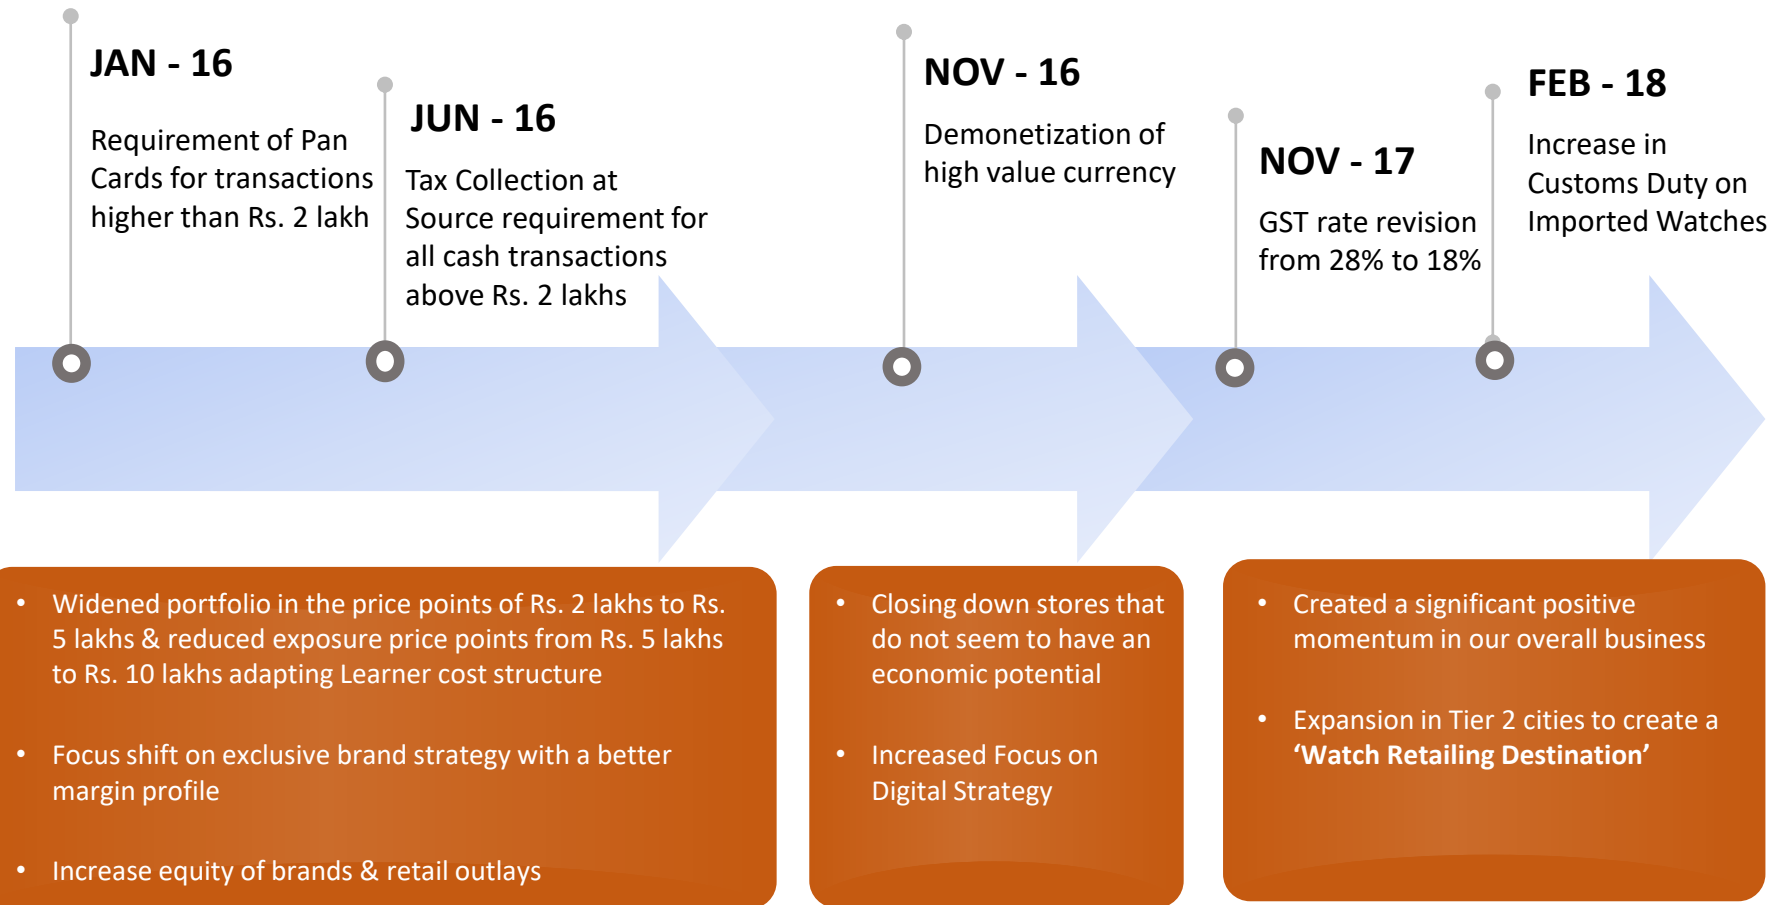 JAN - 16
Requirement of Pan
Cards for transactions
higher than Rs. 2 lakh
JUN - 16
Tax Collection at
Source requirement for
all cash transactions
above Rs. 2 lakhs
NOV - 16
Demonetization of
high value currency
NOV - 17
GST rate revision
from 28% to 18%
FEB - 18
Increase in
Customs Duty on
Imported Watches
• Widened portfolio in the price points of Rs. 2 lakhs to Rs.
5 lakhs & reduced exposure price points from Rs. 5 lakhs
to Rs. 10 lakhs adapting Learner cost structure
• Focus shift on exclusive brand strategy with a better
margin profile
• Increase equity of brands & retail outlays
• Closing down stores that
do not seem to have an
economic potential
• Increased Focus on
Digital Strategy
• Created a significant positive
momentum in our overall business
• Expansion in Tier 2 cities to create a
‘Watch Retailing Destination’